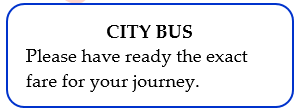 CITY BUS
Please have ready the exact
fare for your journey.